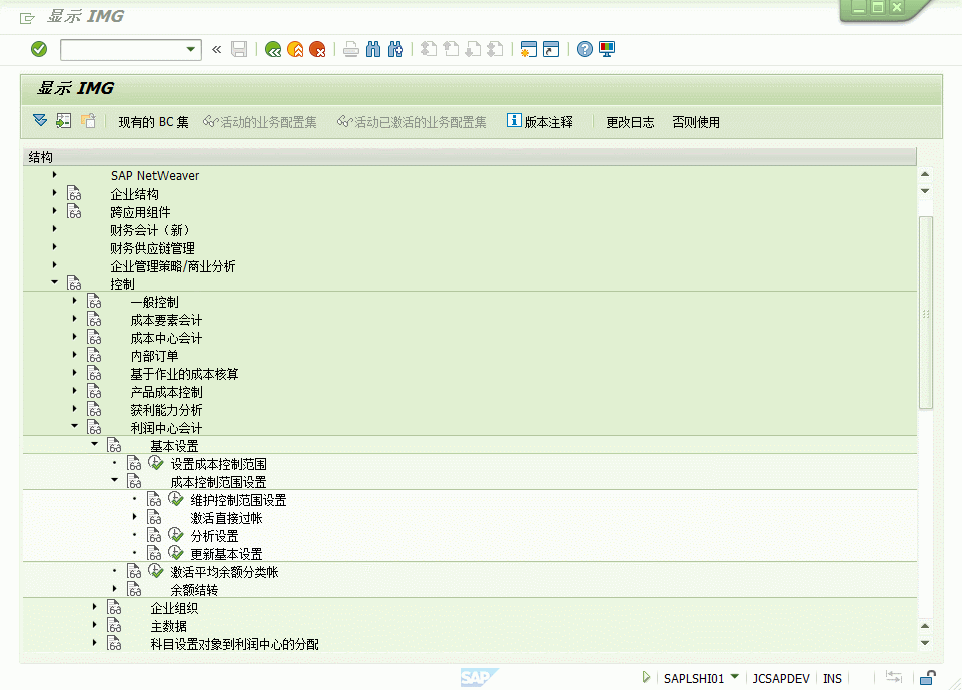 显示 IMG
显示 IMG
现有的 BC 集 活动的业务配置集 活动已激活的业务配置集 版本注释 更改日志 否则使用
结构
SAP NetWeaver
企业结构
跨应用组件
财务会计（新）
财务供应链管理
企业管理策略/商业分析
控制
一般控制
成本要素会计
成本中心会计
内部订单
基于作业的成本核算
产品成本控制
获利能力分析
利润中心会计
基本设置
设置成本控制范围
成本控制范围设置
维护控制范围设置
激活直接过帐
分析设置
更新基本设置
激活平均余额分类帐
余额结转
企业组织
主数据
科目设置对象到利润中心的分配
SAP SAPLSHI01 JCSAPDEV INS